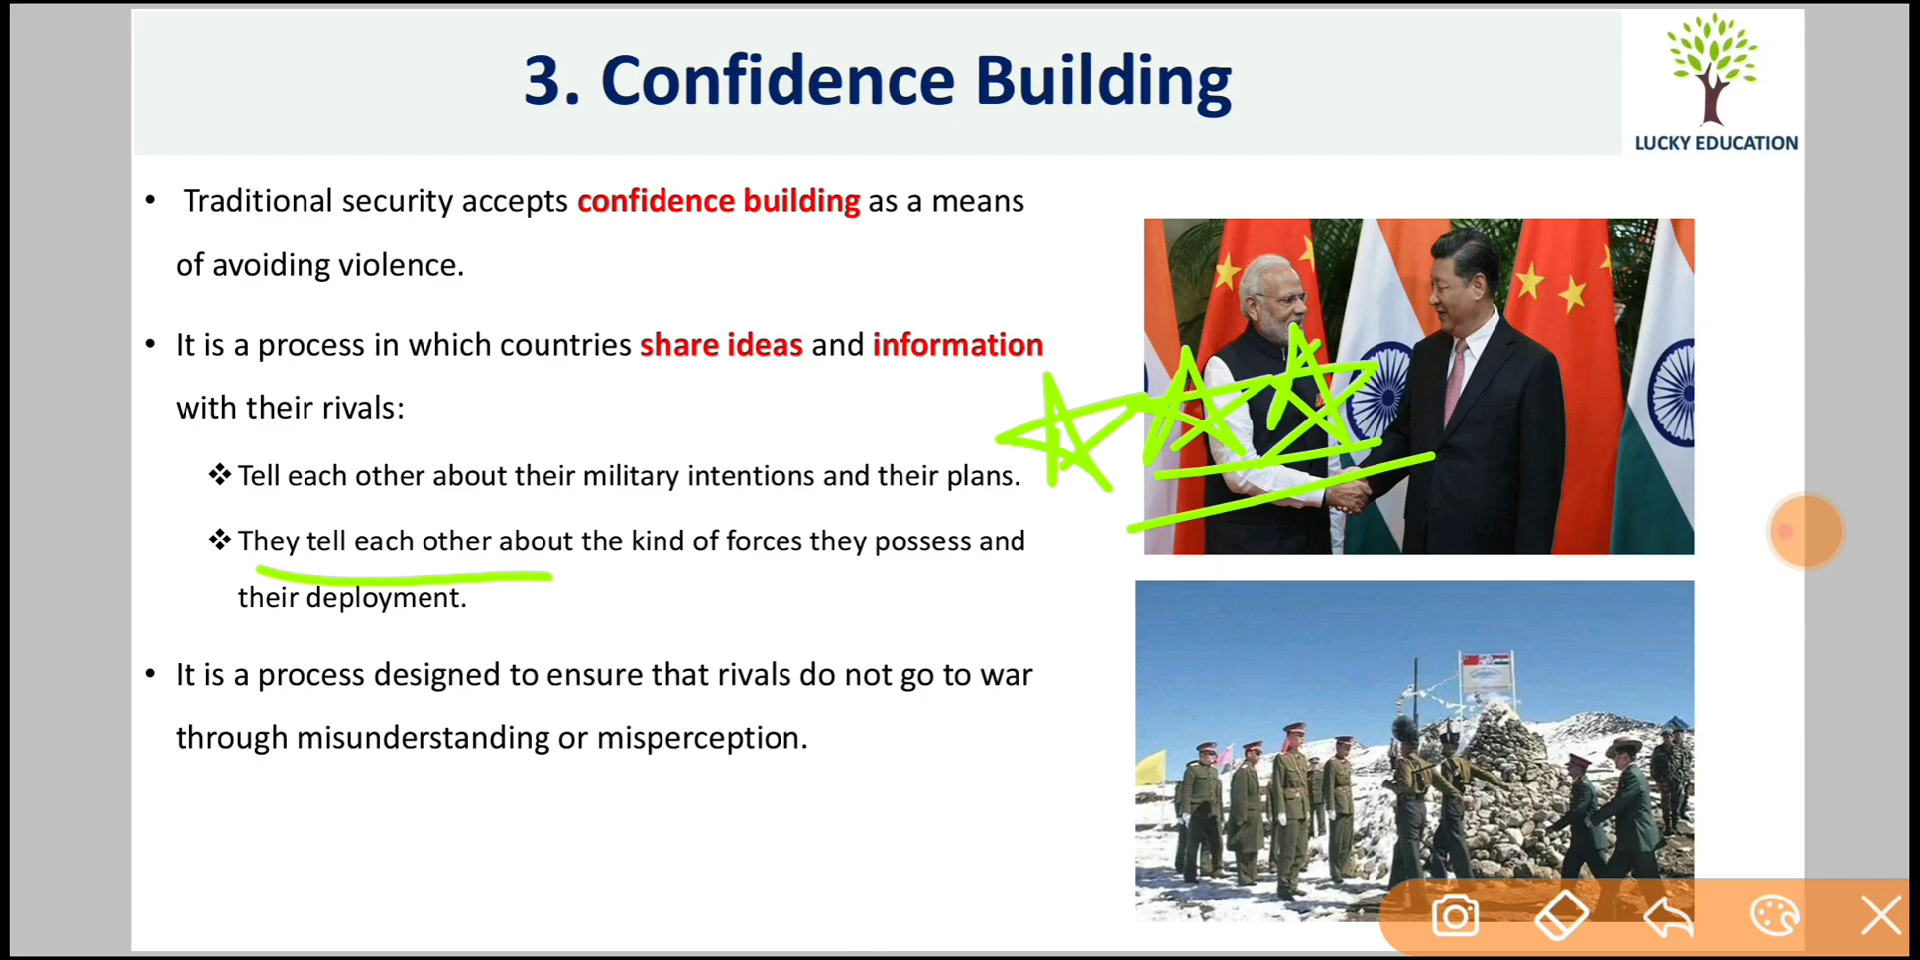 3. Confidence Building
LUCKY EDUCATION
• Traditional security accepts confidence building as a means
of avoiding violence.
• It is a process in which countries share ideas and information
with their rivals:
❖ Tell each other about their military intentions and their plans.
❖ They tell each other about the kind of forces they possess and
their deployment.
• It is a process designed to ensure that rivals do not go to war
through misunderstanding or misperception.